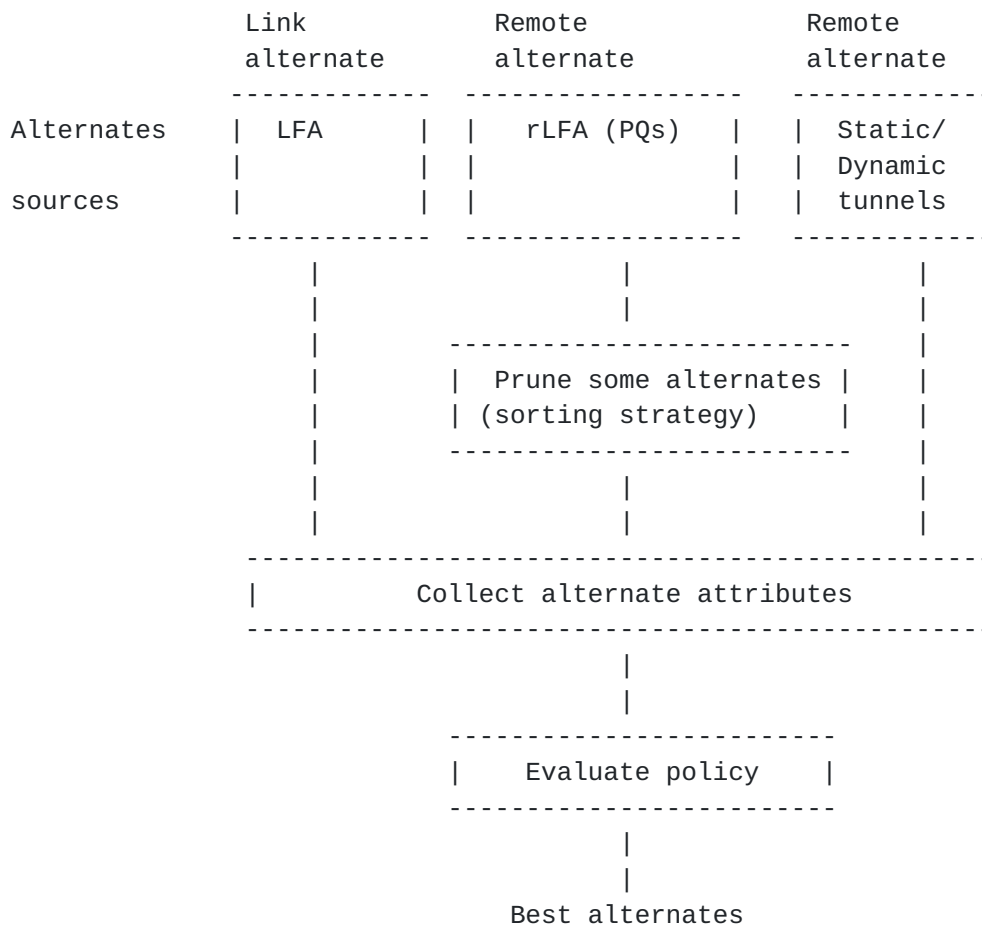 Link Remote Remote
alternate alternate alternate
Alternates LFA rLFA (PQs) Static/
Dynamic
sources tunnels
Prune some alternates
(sorting strategy)
Collect alternate attributes
Evaluate policy
Best alternates